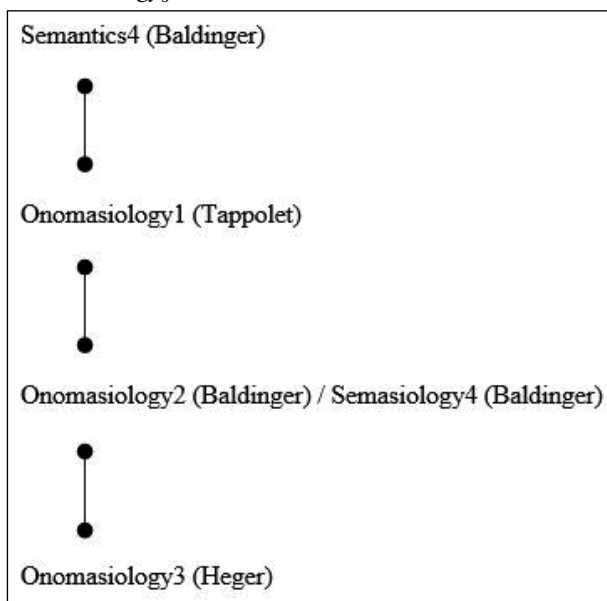 Semantics4 (Baldinger)
Onomasiology1 (Tappolet)
Onomasiology2 (Baldinger) / Semasiology4 (Baldinger)
Onomasiology3 (Heger)